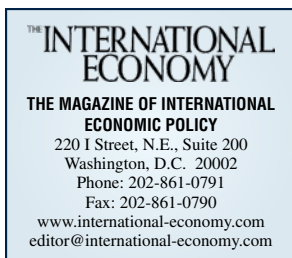 THE INTERNATIONAL
ECONOMY
THE MAGAZINE OF INTERNATIONAL
ECONOMIC POLICY
220 I Street, N.E., Suite 200
Washington, D.C. 20002
Phone: 202-861-0791
Fax: 202-861-0790
www.international-economy.com
editor@international-economy.com